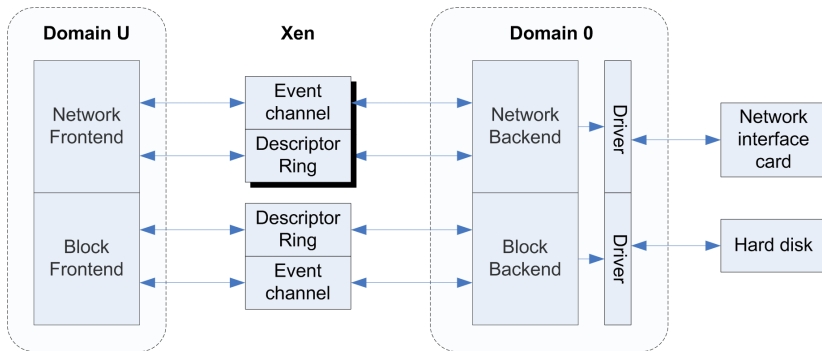 Domain U
Xen
Domain 0
Network
Frontend
Event
channel
Descriptor
Ring
Network
Backend
Driver
Network
interface
card
Block
Frontend
Descriptor
Ring
Event
channel
Block
Backend
Driver
Hard disk